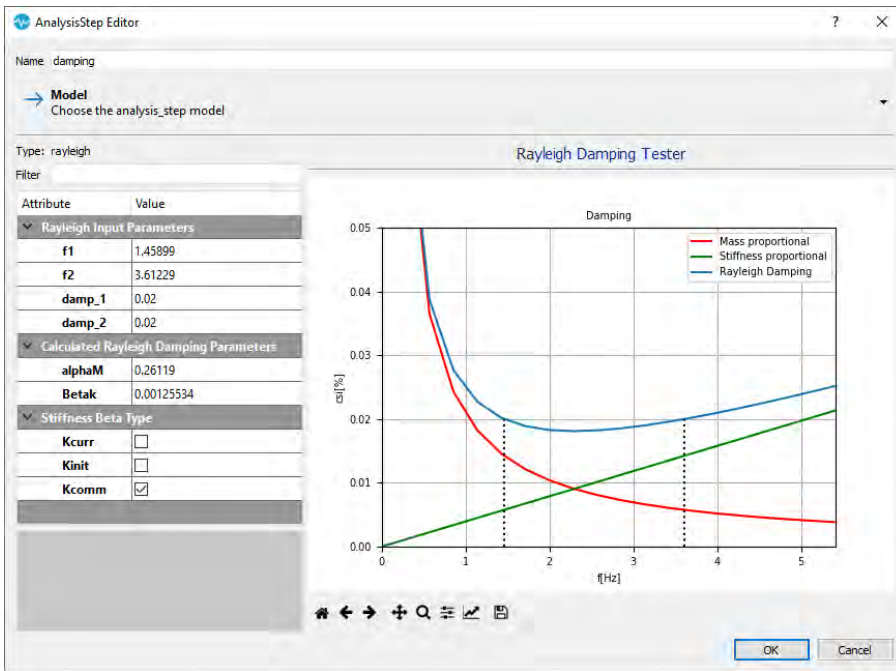 AnalysisStep Editor
?
Name damping
Model
Choose the analysis_step model
Type: rayleigh
Filter
Attribute Value
Rayleigh Input Parameters
f1 1.45899
f2 3.61229
damp_1 0.02
damp_2 0.02
Calculated Rayleigh Damping Parameters
alphaM 0.26119
Betak 0.00125534
Stiffness Beta Type
Kcurr
Kinit
Kcomm
Rayleigh Damping Tester
Damping
Mass proportional
Stiffness proportional
Rayleigh Damping
0.05
0.04
0.03
0.02
0.01
0.00
csi[%]
0 1 2 3 4 5
f[Hz]
OK Cancel